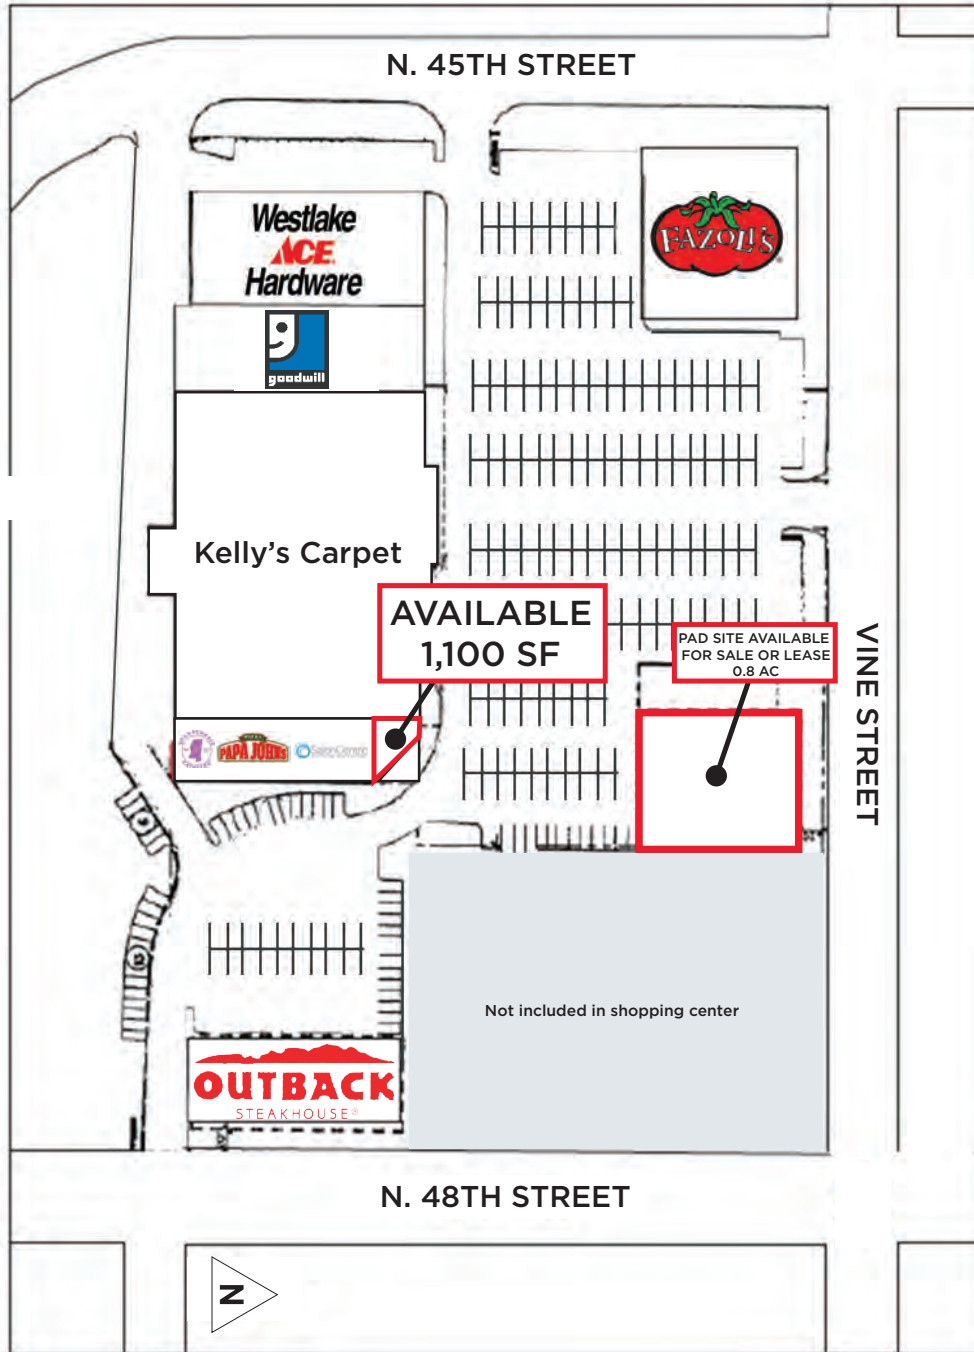 N. 45TH STREET
Westlake
ACE
Hardware
FAZOLI'S
goodwill
Kelly's Carpet
AVAILABLE
1,100 SF
PAD SITE AVAILABLE
FOR SALE OR LEASE
0.8 AC
VINE STREET
PAPA JOHNS
Not included in shopping center
OUTBACK
STEAKHOUSE®
N. 48TH STREET
N